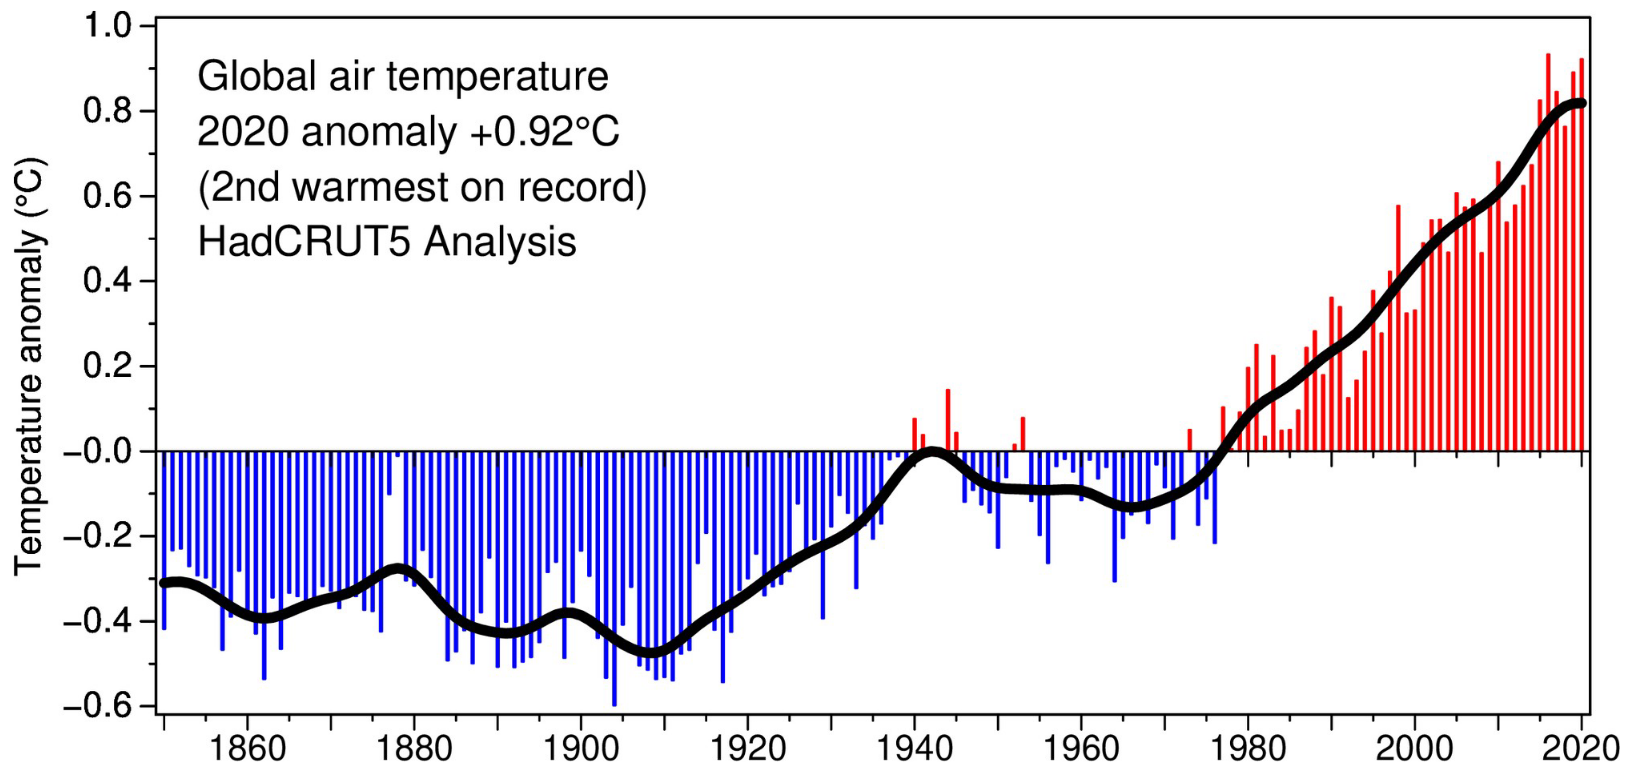 Global air temperature
2020 anomaly +0.92°C
(2nd warmest on record)
HadCRUT5 Analysis
Temperature anomaly (°C)
1.0
0.8
0.6
0.4
0.2
−0.0
−0.2
−0.4
−0.6
1860 1880 1900 1920 1940 1960 1980 2000 2020